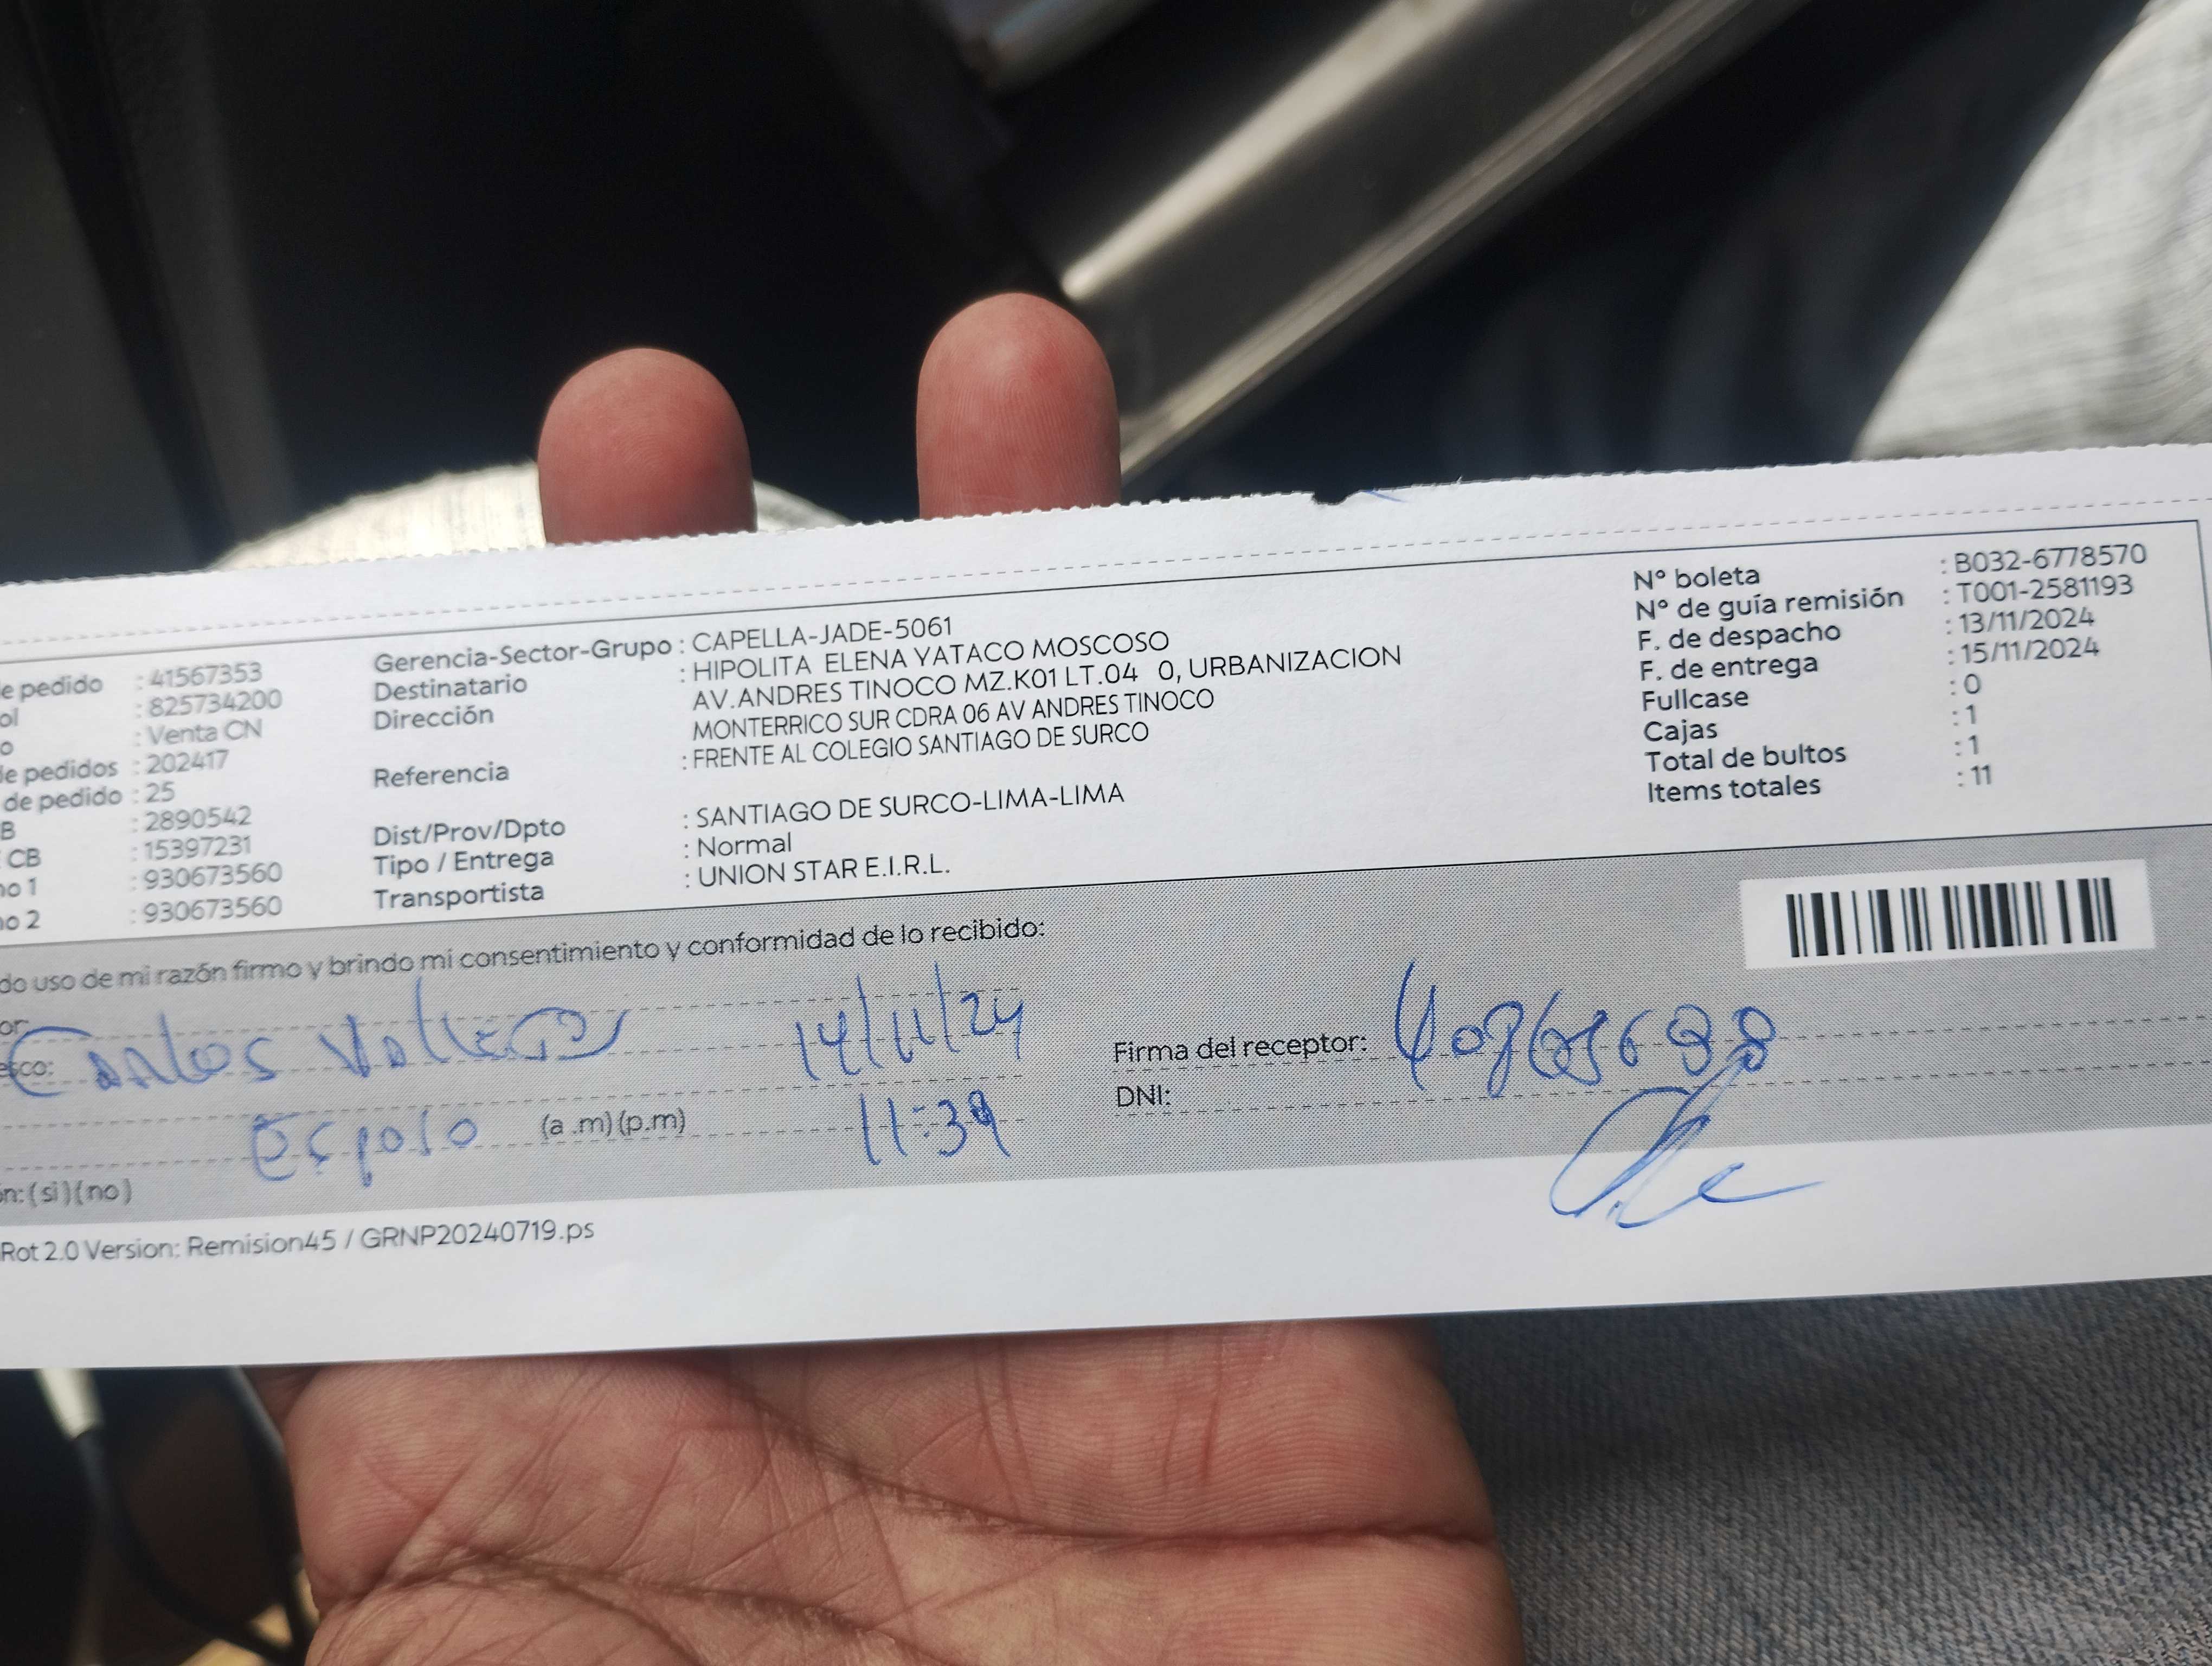 e pedido : 41567353
ol : 825734200
o : Venta CN
de pedidos : 202417
de pedido : 25
B : 2890542
CB : 15397231
no 1 : 930673560
no 2 : 930673560
Gerencia-Sector-Grupo : CAPELLA-JADE-5061
Destinatario : HIPOLITA ELENA YATACO MOSCOSO
Dirección AV.ANDRES TINOCO MZ.K01 LT.04 0, URBANIZACION
MONTERRICO SUR CDRA 06 AV ANDRES TINOCO
Referencia : FRENTE AL COLEGIO SANTIAGO DE SURCO
Dist/Prov/Dpto : SANTIAGO DE SURCO-LIMA-LIMA
Tipo / Entrega : Normal
Transportista : UNION STAR E.I.R.L.
N° boleta : B032-6778570
N° de guía remisión : T001-2581193
F. de despacho : 13/11/2024
F. de entrega : 15/11/2024
Fullcase : 0
Cajas : 1
Total de bultos : 1
Items totales : 11
do uso de mi razón firmo y brindo mi consentimiento y conformidad de lo recibido:
or:
esco: Carlos 14/11/24 Firma del receptor:
Esposo (a .m) (p.m) 11:39 DNI:
ón: (si) (no)
Rot 2.0 Version: Remision45 / GRNP20240719.ps